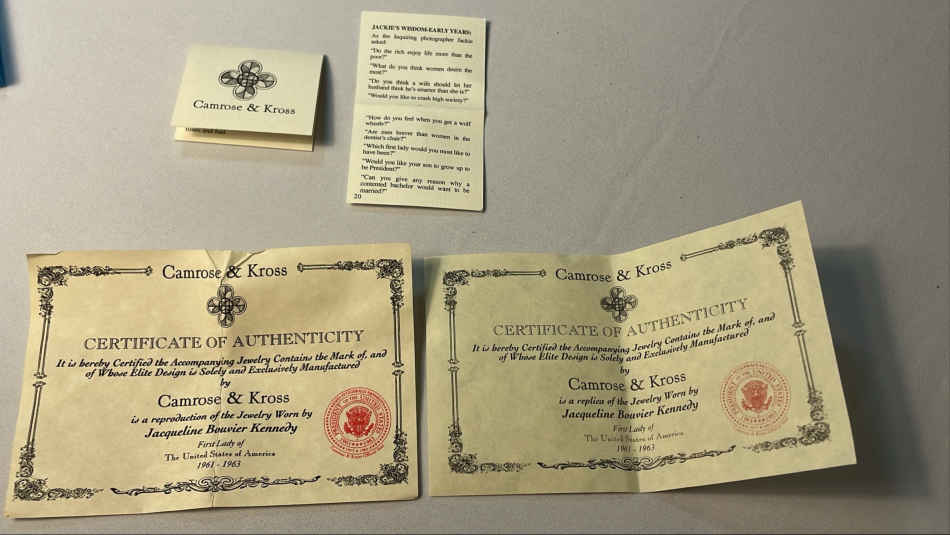 Camrose & Kross
JACKIE'S WISDOM-EARLY YEARS:
As the Inquiring photographer Jackie
asked:
"Do the rich enjoy life more than the
poor?"
"What do you think women desire the
most?"
"Do you think a wife should let her
husband think he's smarter than she is?"
"Would you like to crash high society?"
"How do you feel when you get a wolf
whistle?"
"Are men braver than women in the
dentist's chair?"
"Which first lady would you most like to
have been?"
"Would you like your son to grow up to
be President?"
"Can you give any reason why a
contented bachelor would want to be
married?"
20
Camrose & Kross
CERTIFICATE OF AUTHENTICITY
It is hereby Certified the Accompanying Jewelry Contains the Mark of, and
of Whose Elite Design is Solely and Exclusively Manufactured
by
Camrose & Kross
is a reproduction of the Jewelry Worn by
Jacqueline Bouvier Kennedy
First Lady of
The United States of America
1961 - 1963
Camrose & Kross
CERTIFICATE OF AUTHENTICITY
It is hereby Certified the Accompanying Jewelry Contains the Mark of, and
of Whose Elite Design is Solely and Exclusively Manufactured
by
Camrose & Kross
is a replica of the Jewelry Worn by
Jacqueline Bouvier Kennedy
First Lady of
The United States of America
1961 - 1963